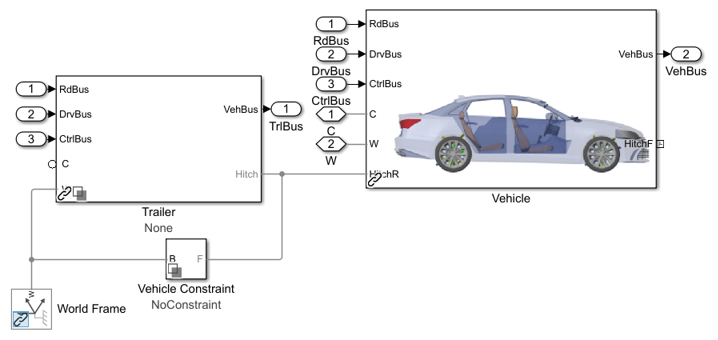 1
RdBus
RdBus
2
DrvBus
DrvBus
3
CtrlBus
CtrlBus
1
C
C
2
W
W
HitchR
VehBus
2
VehBus
HitchF
Vehicle
1
RdBus
2
DrvBus
3
CtrlBus
C
VehBus
1
TrlBus
Hitch
Trailer
None
B
F
Vehicle Constraint
NoConstraint
W
World Frame